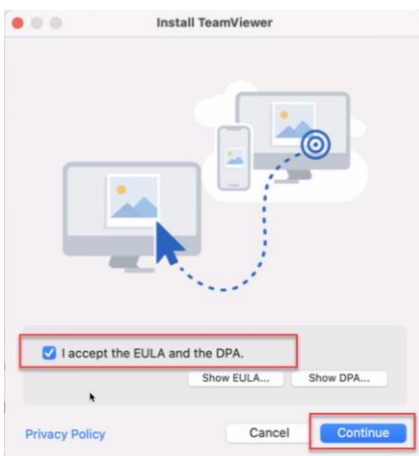 Install TeamViewer
I accept the EULA and the DPA.
Show EULA... Show DPA...
Privacy Policy Cancel Continue